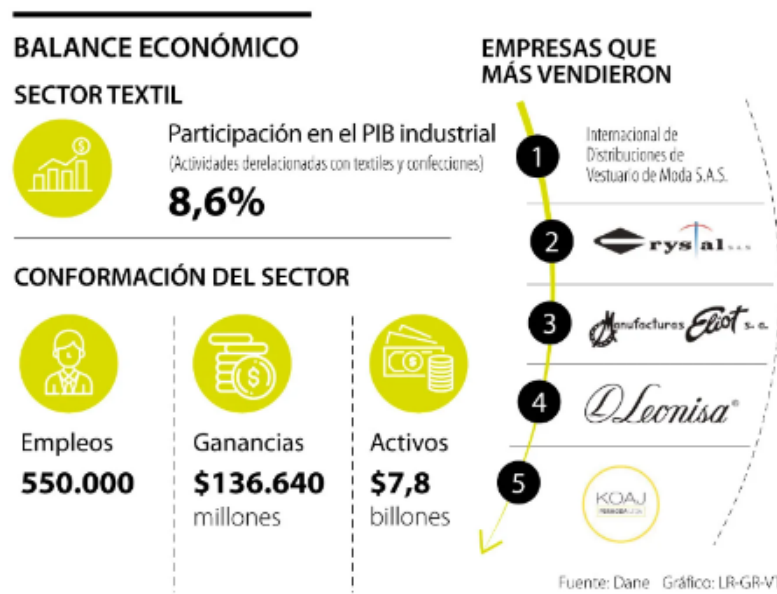 BALANCE ECONÓMICO
SECTOR TEXTIL
Participación en el PIB industrial
(Actividades derelacionadas con textiles y confecciones)
8,6%
CONFORMACIÓN DEL SECTOR
Empleos
550.000
Ganancias
$136.640
millones
Activos
$7,8
billones
EMPRESAS QUE
MÁS VENDIERON
1
Internacional de
Distribuciones de
Vestuario de Moda S.A.S.
2
Crystal S.A.S.
3
Manufacturas Eliot S. a.
4
Leonisa®
5
KOAJ
Fuente: Dane Gráfico: LR-GR-VT